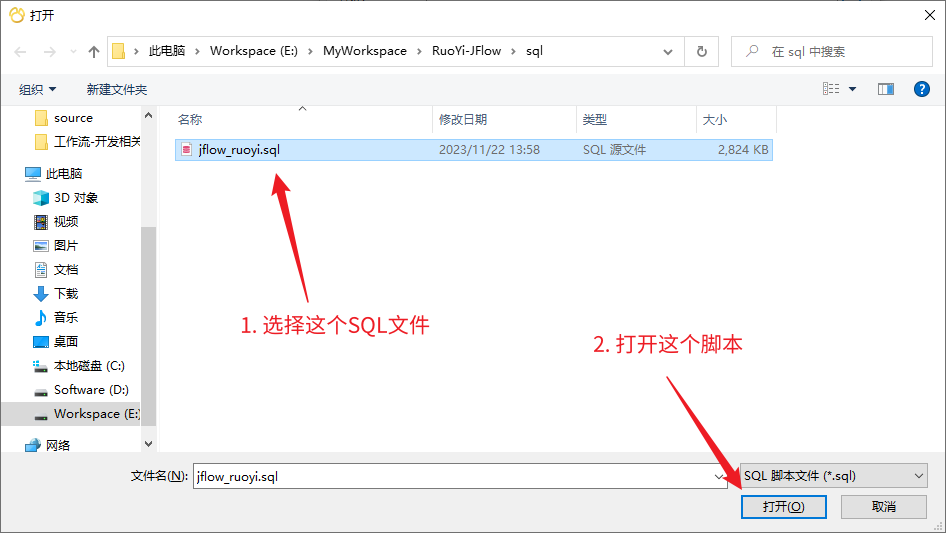 打开
此电脑 Workspace (E:) MyWorkspace RuoYi-JFlow sql
在 sql 中搜索
组织 新建文件夹
名称 修改日期 类型 大小
jflow_ruoyi.sql 2023/11/22 13:58 SQL 源文件 2,824 KB
source
工作流-开发相关
此电脑
3D 对象
视频
图片
文档
下载
音乐
桌面
本地磁盘 (C:)
Software (D:)
Workspace (E:)
网络
1. 选择这个SQL文件
2. 打开这个脚本
文件名(N): jflow_ruoyi.sql SQL 脚本文件 (*.sql)
打开(O) 取消